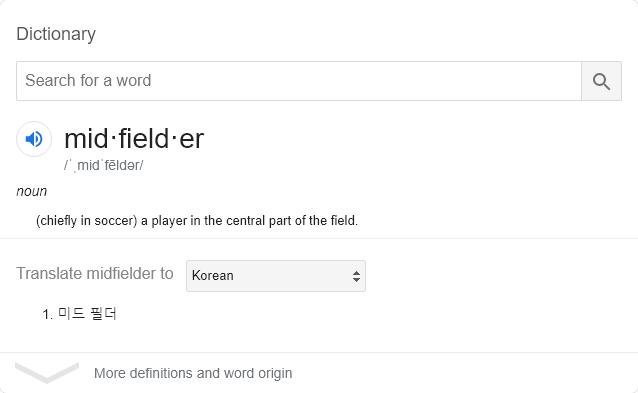 Dictionary
Search for a word
mid·field·er
/ˈˌmidˈfēldər/
noun
(chiefly in soccer) a player in the central part of the field.
Translate midfielder to Korean
1. 미드 필더
More definitions and word origin